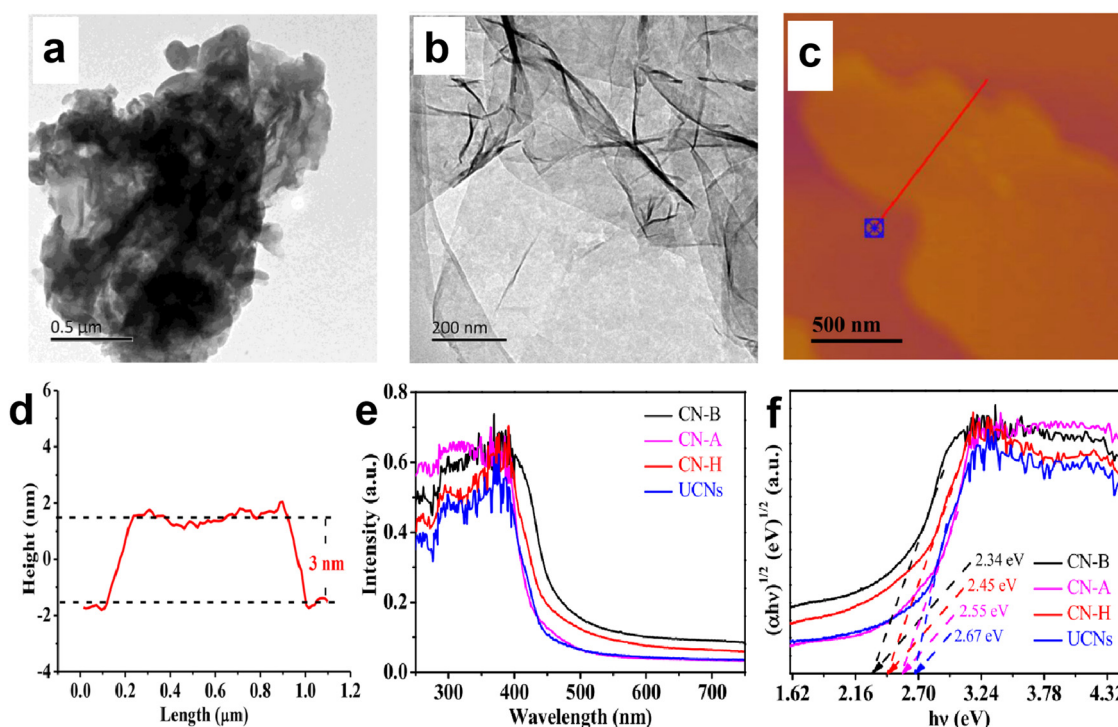 a
0.5 μm
b
200 nm
c
500 nm
d
Height (nm)
6
4
2
0
-2
-4
3 nm
0.0 0.2 0.4 0.6 0.8 1.0 1.2
Length (μm)
e
Intensity (a.u.)
0.8
0.6
0.4
0.2
0.0
CN-B
CN-A
CN-H
UCNs
300 400 500 600 700
Wavelength (nm)
f
(αhν)1/2 (eV)1/2 (a.u.)
2.34 eV
2.45 eV
2.55 eV
2.67 eV
CN-B
CN-A
CN-H
UCNs
1.62 2.16 2.70 3.24 3.78 4.32
hν (eV)